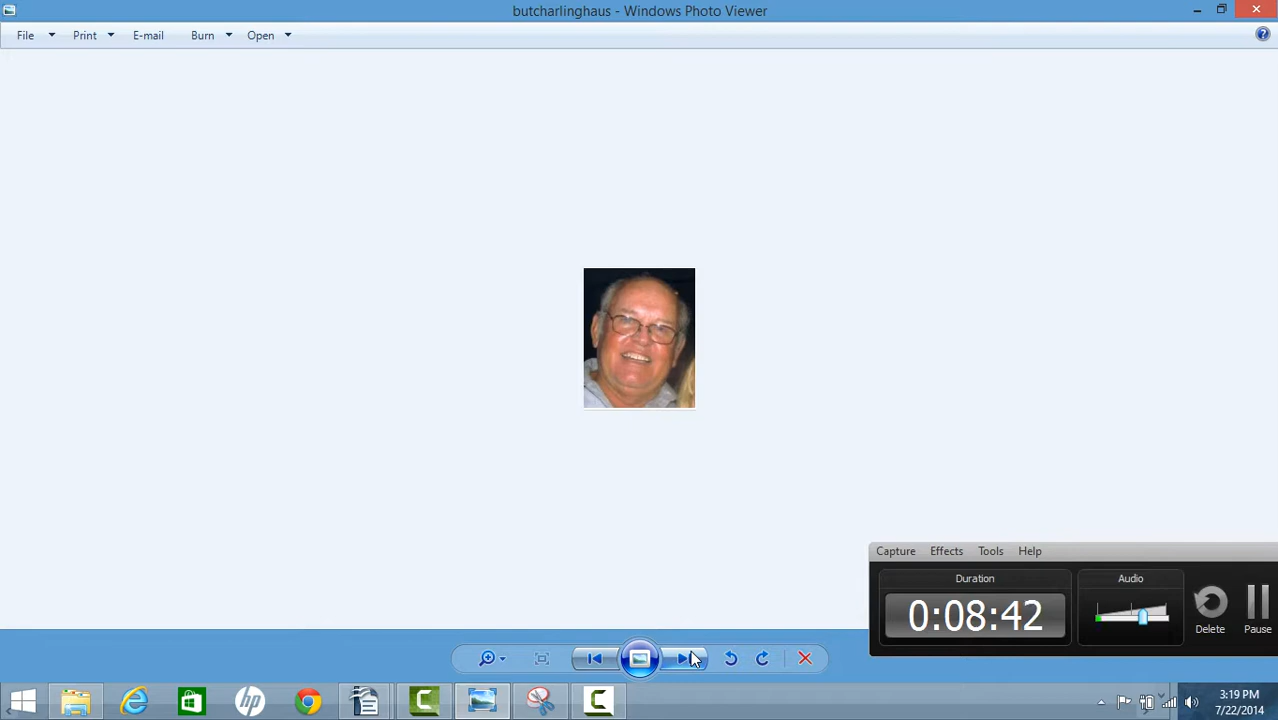 butcharlinghaus - Windows Photo Viewer
File Print E-mail Burn Open
Capture Effects Tools Help
Duration Audio
0:08:42
Delete Pause
3:19 PM
7/22/2014